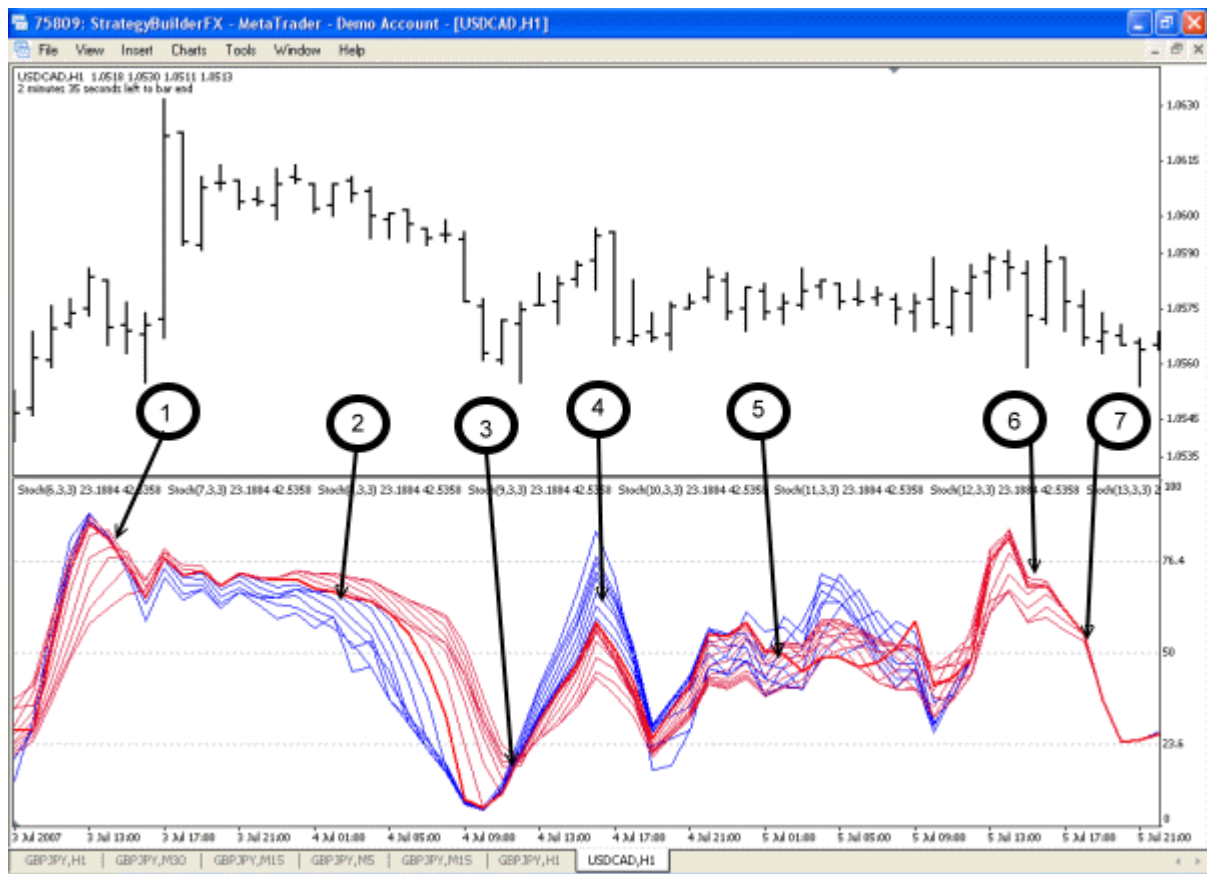 75809: StrategyBuilderFX - MetaTrader - Demo Account - [USDCAD,H1]
File View Insert Charts Tools Window Help
USDCAD,H1 1.0518 1.0530 1.0511 1.0513
2 minutes 35 seconds left to bar end
1.0630
1.0615
1.0600
1.0590
1.0575
1.0560
1.0545
1.0535
1
2
3
4
5
6
7
Stoch(6,3,3) 23.1884 42.5358 Stoch(7,3,3) 23.1884 42.5358 Stoch(8,3,3) 23.1884 42.5358 Stoch(9,3,3) 23.1884 42.5358 Stoch(10,3,3) 23.1884 42.5358 Stoch(11,3,3) 23.1884 42.5358 Stoch(12,3,3) 23.1884 42.5358 Stoch(13,3,3) 2
100
76.4
50
23.6
0
3 Jul 2007 3 Jul 13:00 3 Jul 17:00 3 Jul 21:00 4 Jul 01:00 4 Jul 05:00 4 Jul 09:00 4 Jul 13:00 4 Jul 17:00 4 Jul 21:00 5 Jul 01:00 5 Jul 05:00 5 Jul 09:00 5 Jul 13:00 5 Jul 17:00 5 Jul 21:00
GBPJPY,H1 GBPJPY,M30 GBPJPY,M15 GBPJPY,M5 GBPJPY,M15 GBPJPY,H1 USDCAD,H1